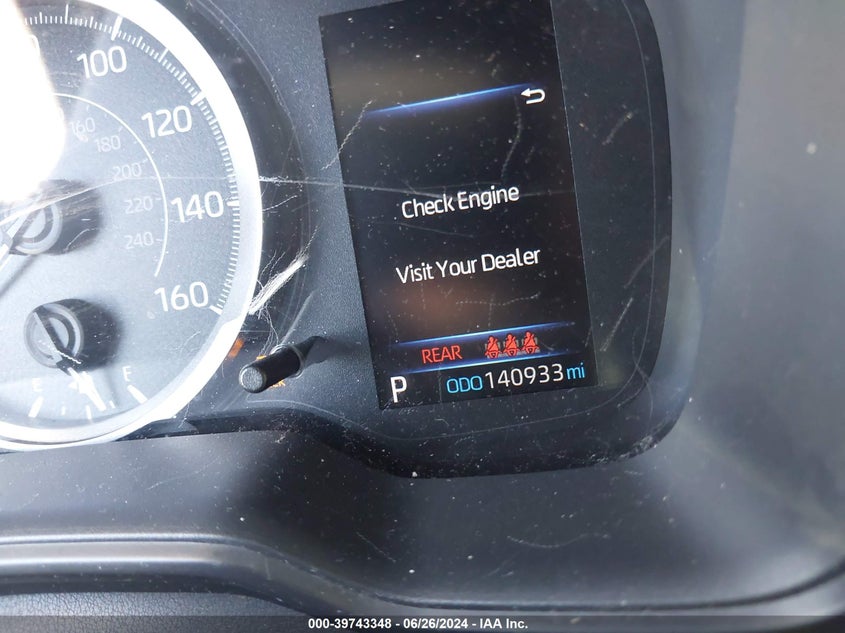 100
120
140
160
160
180
200
220
240
E F
Check Engine
Visit Your Dealer
REAR
P ODO 140933 mi
000-39743348 - 06/26/2024 - IAA Inc.